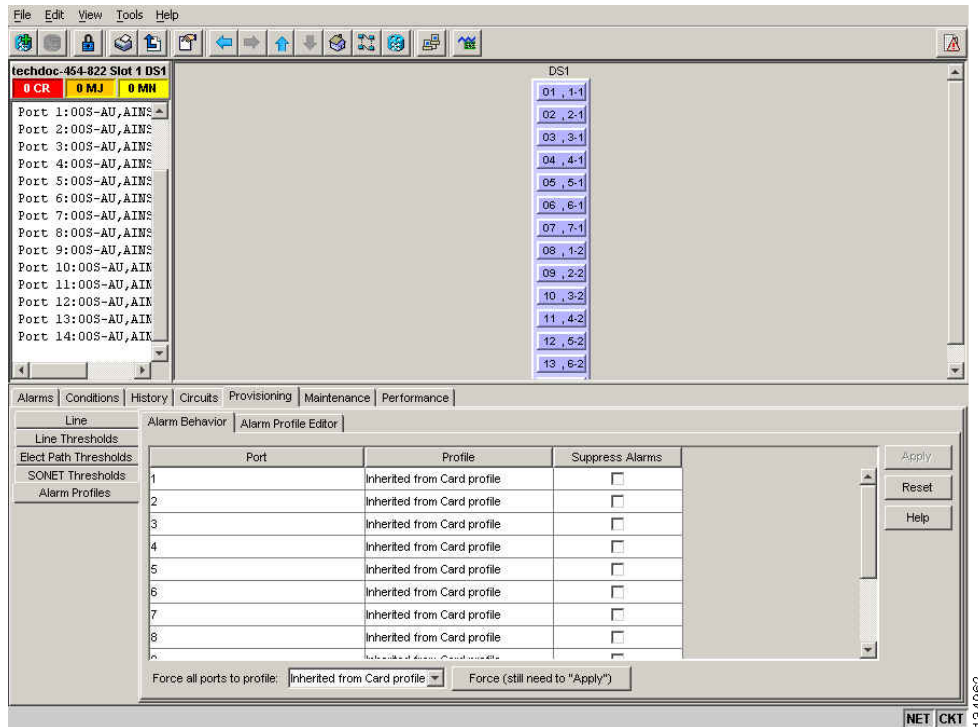 File Edit View Tools Help
techdoc-454-822 Slot 1 DS1
0 CR 0 MJ 0 MN
Port 1:OOS-AU,AINS
Port 2:OOS-AU,AINS
Port 3:OOS-AU,AINS
Port 4:OOS-AU,AINS
Port 5:OOS-AU,AINS
Port 6:OOS-AU,AINS
Port 7:OOS-AU,AINS
Port 8:OOS-AU,AINS
Port 9:OOS-AU,AINS
Port 10:OOS-AU,AIN
Port 11:OOS-AU,AIN
Port 12:OOS-AU,AIN
Port 13:OOS-AU,AIN
Port 14:OOS-AU,AIN
DS1
01 , 1-1
02 , 2-1
03 , 3-1
04 , 4-1
05 , 5-1
06 , 6-1
07 , 7-1
08 , 1-2
09 , 2-2
10 , 3-2
11 , 4-2
12 , 5-2
13 , 6-2
Alarms Conditions History Circuits Provisioning Maintenance Performance
Line
Line Thresholds
Elect Path Thresholds
SONET Thresholds
Alarm Profiles
Alarm Behavior Alarm Profile Editor
Port Profile Suppress Alarms
1 Inherited from Card profile
2 Inherited from Card profile
3 Inherited from Card profile
4 Inherited from Card profile
5 Inherited from Card profile
6 Inherited from Card profile
7 Inherited from Card profile
8 Inherited from Card profile
Apply
Reset
Help
Force all ports to profile: Inherited from Card profile Force (still need to "Apply")
NET CKT